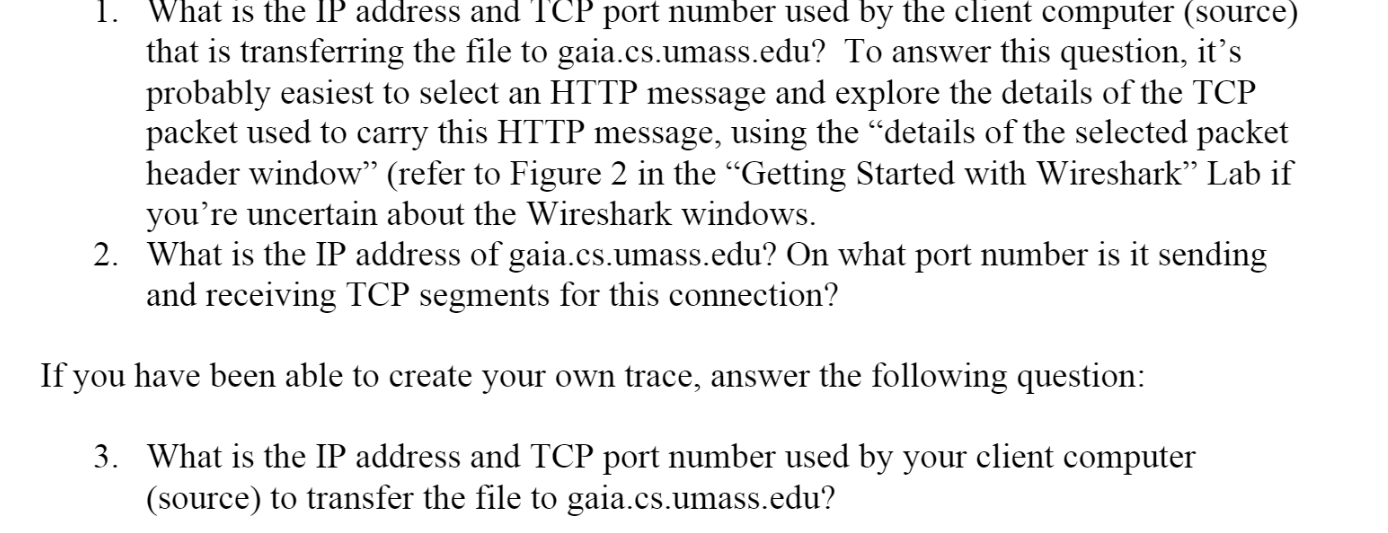 1. What is the IP address and TCP port number used by the client computer (source)
that is transferring the file to gaia.cs.umass.edu?  To answer this question, it’s
probably easiest to select an HTTP message and explore the details of the TCP
packet used to carry this HTTP message, using the “details of the selected packet
header window” (refer to Figure 2 in the “Getting Started with Wireshark” Lab if
you’re uncertain about the Wireshark windows.
2. What is the IP address of gaia.cs.umass.edu? On what port number is it sending
and receiving TCP segments for this connection?
If you have been able to create your own trace, answer the following question:
3. What is the IP address and TCP port number used by your client computer
(source) to transfer the file to gaia.cs.umass.edu?